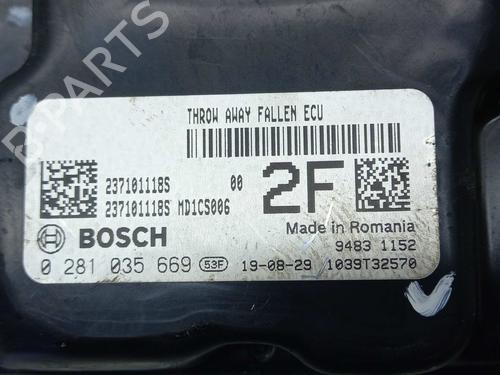 THROW AWAY FALLEN ECU
237101118S 00
237101118S MD1CS006
2F
BOSCH
Made in Romania
9483 1152
0 281 035 669 53F 19-08-29 1039T32570
B-PARTS